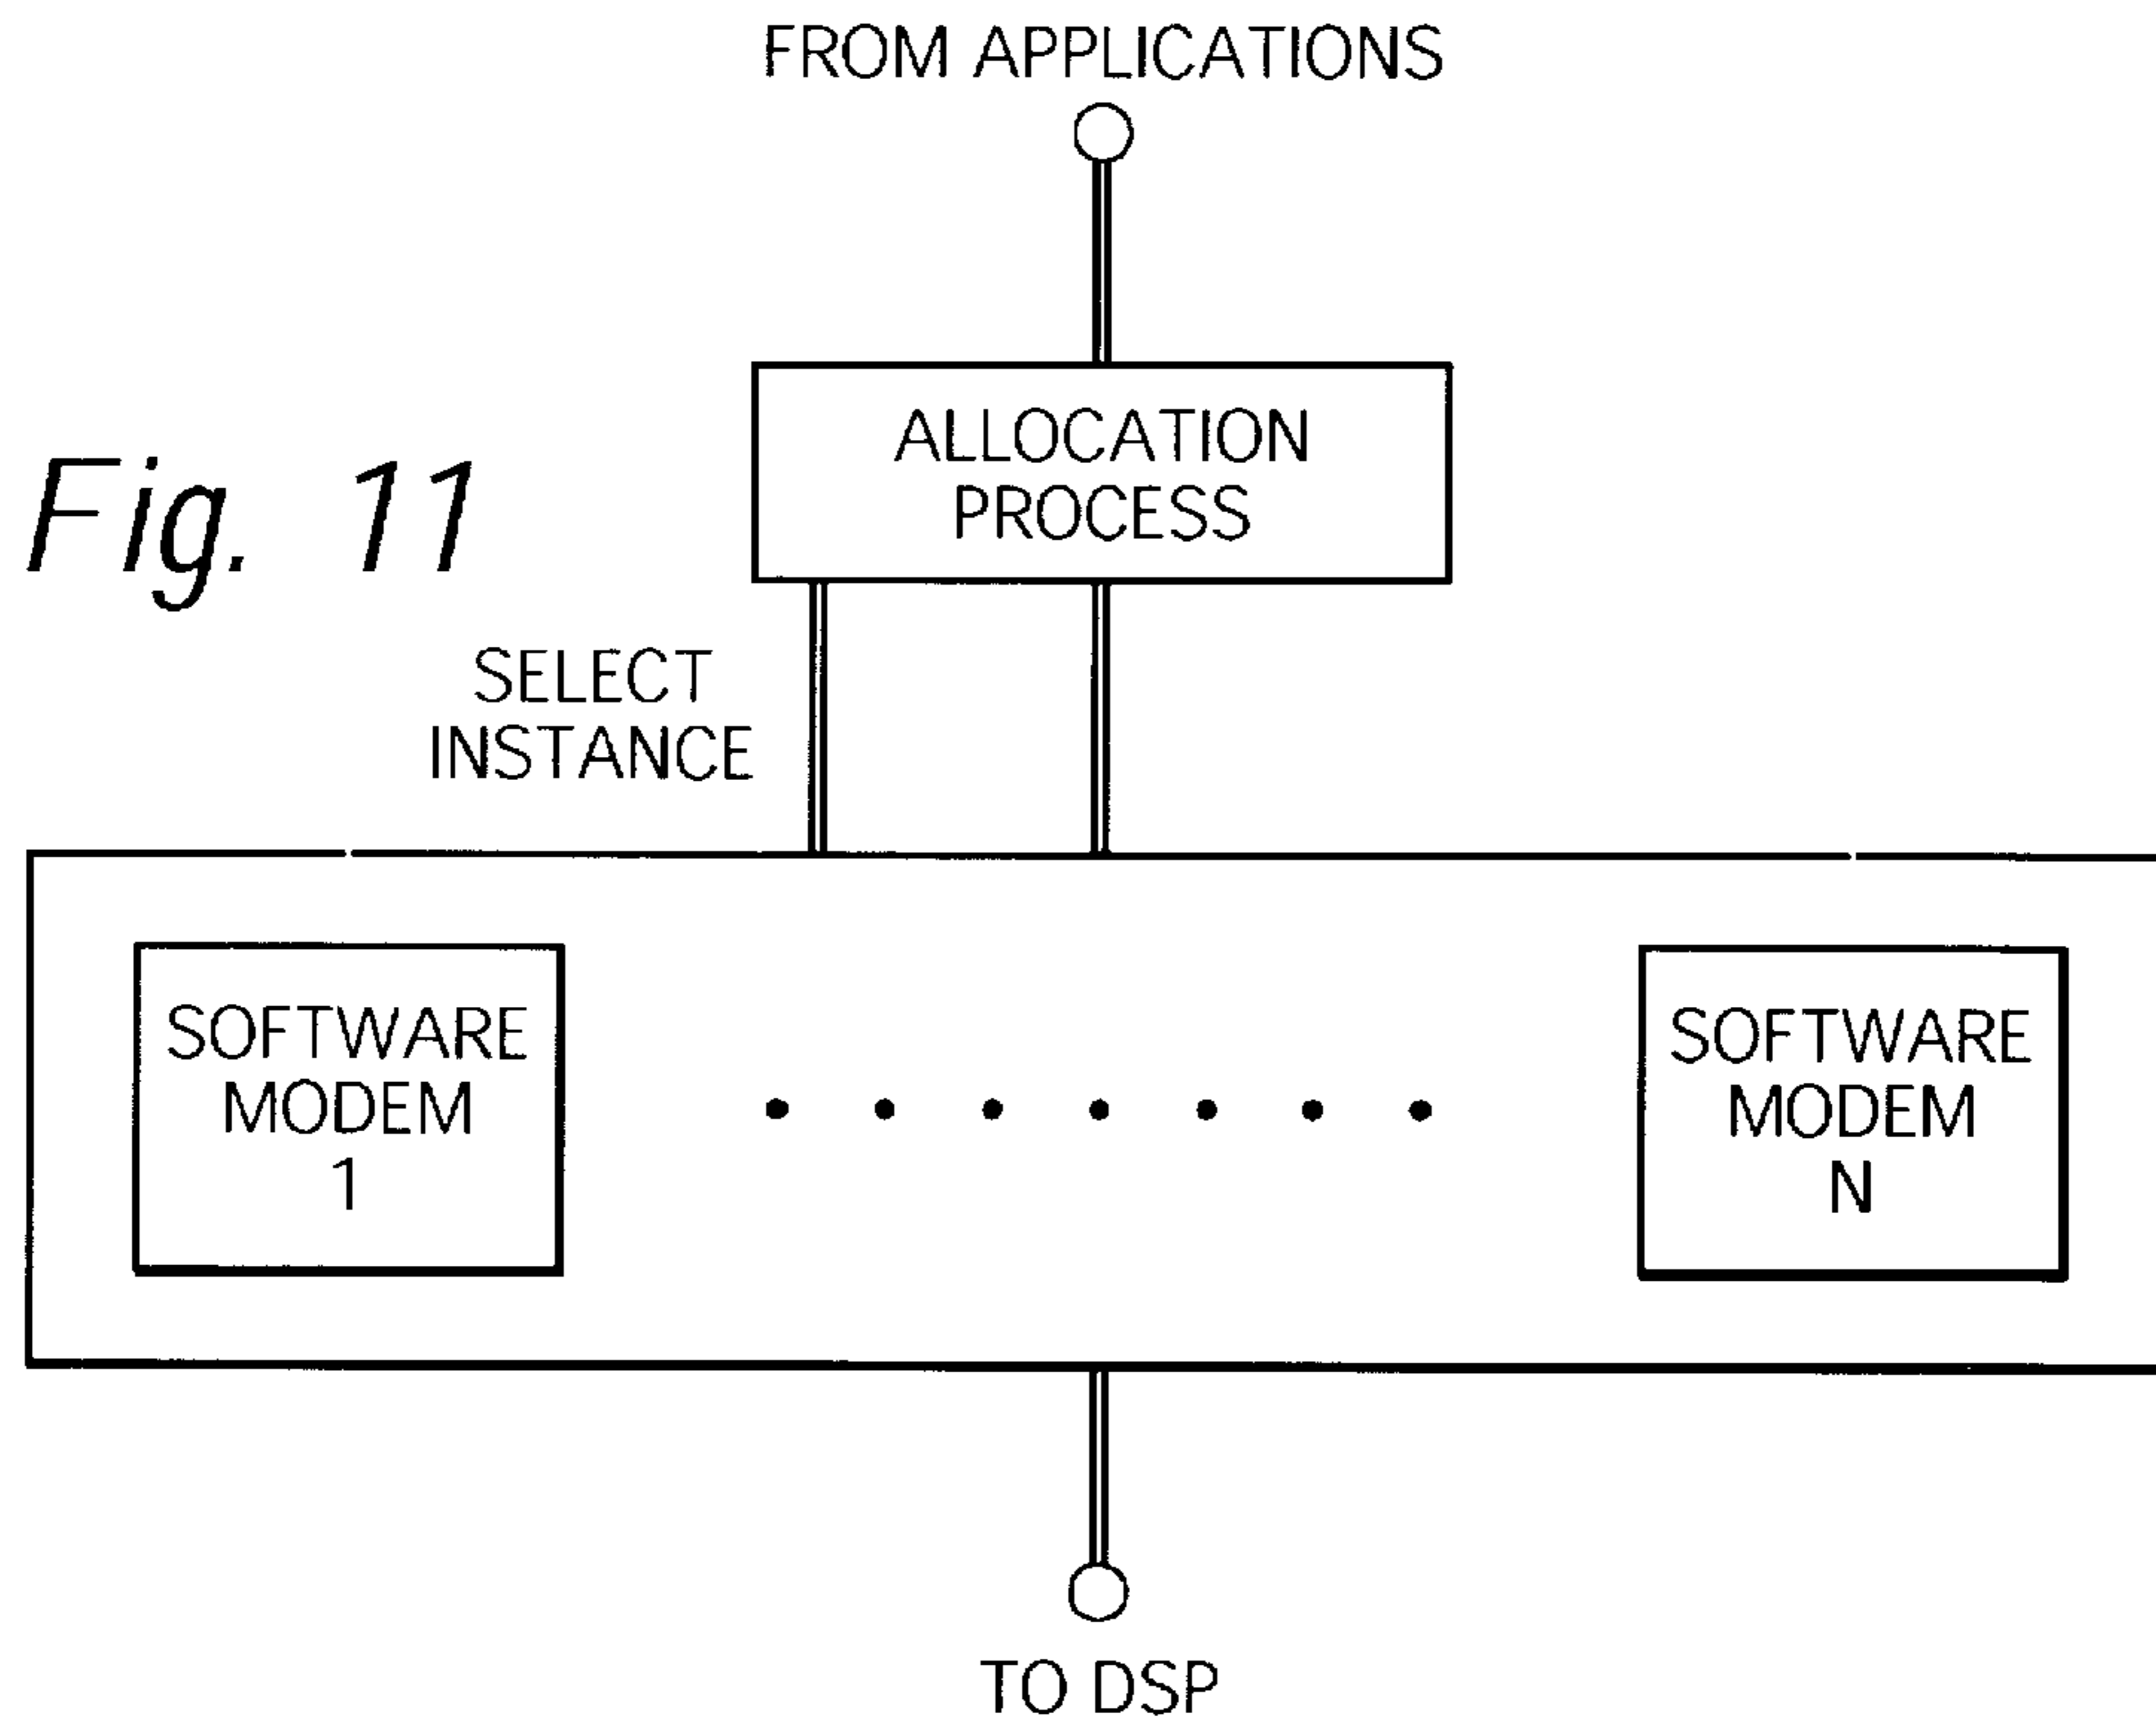 FROM APPLICATIONS
ALLOCATION
PROCESS
Fig. 11
SELECT
INSTANCE
SOFTWARE
MODEM
1
SOFTWARE
MODEM
N
TO DSP